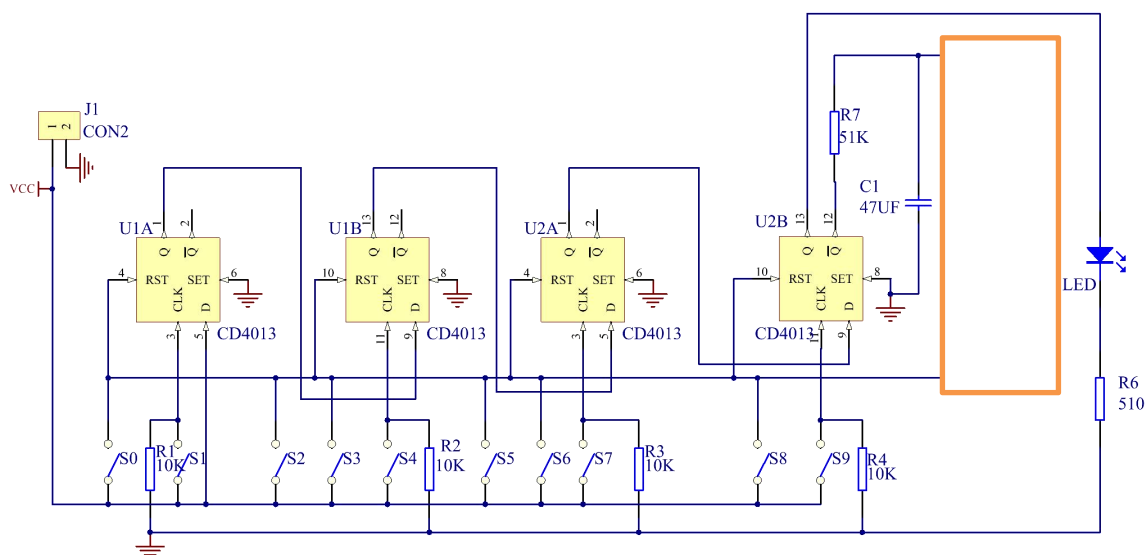 J1
CON2
1
2
VCC
U1A
1
2
Q
Q
4
RST
SET
6
CLK
D
3
5
CD4013
U1B
13
12
Q
Q
10
RST
SET
8
CLK
D
11
9
CD4013
U2A
1
2
Q
Q
4
RST
SET
6
CLK
D
3
5
CD4013
U2B
13
12
Q
Q
10
RST
SET
8
CLK
D
11
9
CD4013
R7
51K
C1
47UF
LED
R6
510
S0
R1
10K
S1
S2
S3
S4
R2
10K
S5
S6
S7
R3
10K
S8
S9
R4
10K